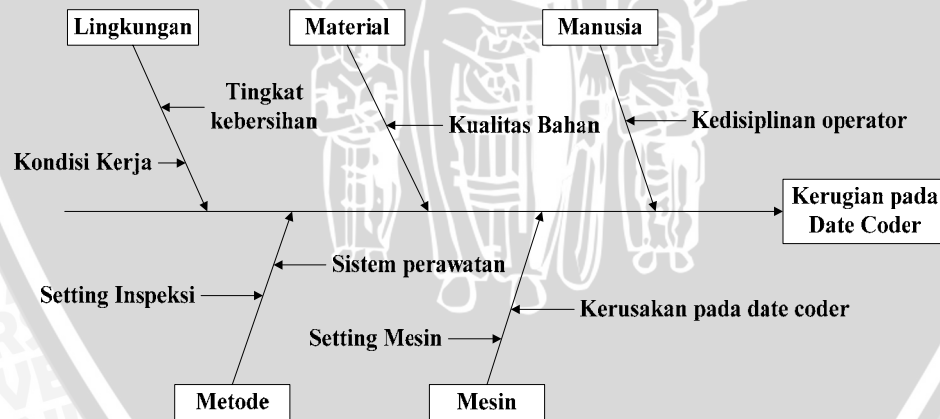 Lingkungan
Material
Manusia
Tingkat
kebersihan
Kualitas Bahan
Kedisiplinan operator
Kondisi Kerja
Kerugian pada
Date Coder
Sistem perawatan
Setting Inspeksi
Kerusakan pada date coder
Setting Mesin
Metode
Mesin